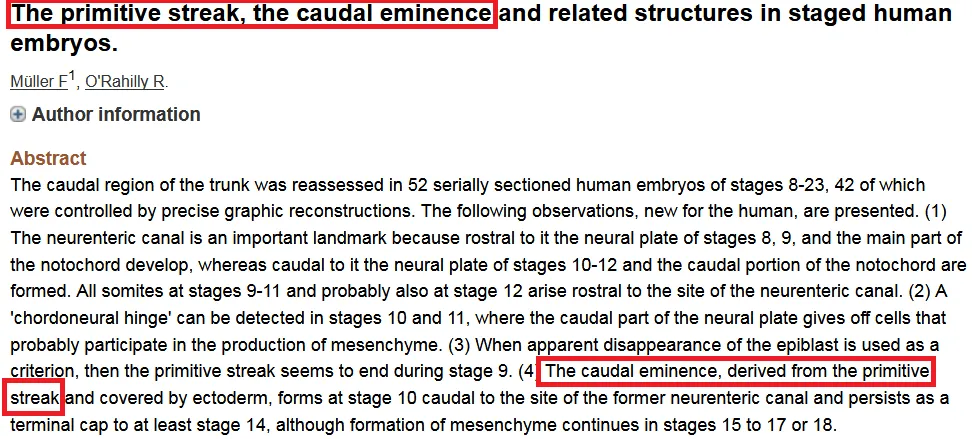 The primitive streak, the caudal eminence and related structures in staged human
embryos.
Müller F1, O'Rahilly R.
Author information
Abstract
The caudal region of the trunk was reassessed in 52 serially sectioned human embryos of stages 8-23, 42 of which
were controlled by precise graphic reconstructions. The following observations, new for the human, are presented. (1)
The neurenteric canal is an important landmark because rostral to it the neural plate of stages 8, 9, and the main part of
the notochord develop, whereas caudal to it the neural plate of stages 10-12 and the caudal portion of the notochord are
formed. All somites at stages 9-11 and probably also at stage 12 arise rostral to the site of the neurenteric canal. (2) A
'chordoneural hinge' can be detected in stages 10 and 11, where the caudal part of the neural plate gives off cells that
probably participate in the production of mesenchyme. (3) When apparent disappearance of the epiblast is used as a
criterion, then the primitive streak seems to end during stage 9. (4) The caudal eminence, derived from the primitive
streak and covered by ectoderm, forms at stage 10 caudal to the site of the former neurenteric canal and persists as a
terminal cap to at least stage 14, although formation of mesenchyme continues in stages 15 to 17 or 18.